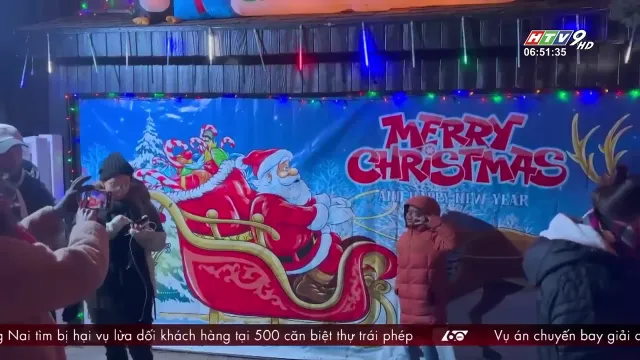 HTV9 HD
06:51:35
MERRY
CHRISTMAS
AND HAPPY NEW YEAR
g Nai tìm bị hại vụ lừa dối khách hàng tại 500 căn biệt thự trái phép 60 Vụ án chuyến bay giải c